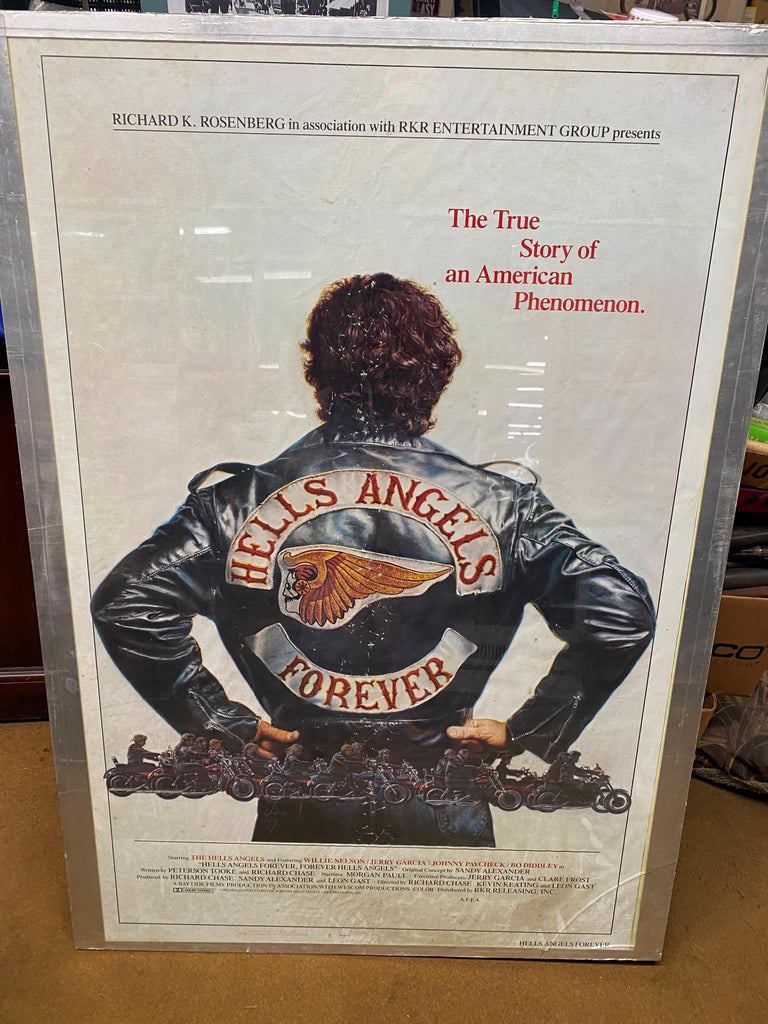 RICHARD K. ROSENBERG in association with RKR ENTERTAINMENT GROUP presents
The True
Story of
an American
Phenomenon.
HELLS ANGELS
FOREVER
Starring THE HELLS ANGELS and Featuring WILLIE NELSON / JERRY GARCIA / JOHNNY PAYCHECK / BO DIDDLEY in
"HELLS ANGELS FOREVER, FOREVER HELLS ANGELS" Original Concept by SANDY ALEXANDER
Written by PETERSON TOOKE and RICHARD CHASE Narrator MORGAN PAULL Executive Producers JERRY GARCIA and CLARE FROST
Produced by RICHARD CHASE SANDY ALEXANDER and LEON GAST Directed by RICHARD CHASE KEVIN KEATING and LEON GAST
A RAVEN FILMS PRODUCTION IN ASSOCIATION WITH WESCOM PRODUCTIONS COLOR Distributed by RKR RELEASING, INC.
A.F.E.A.
HELLS ANGELS FOREVER
CO